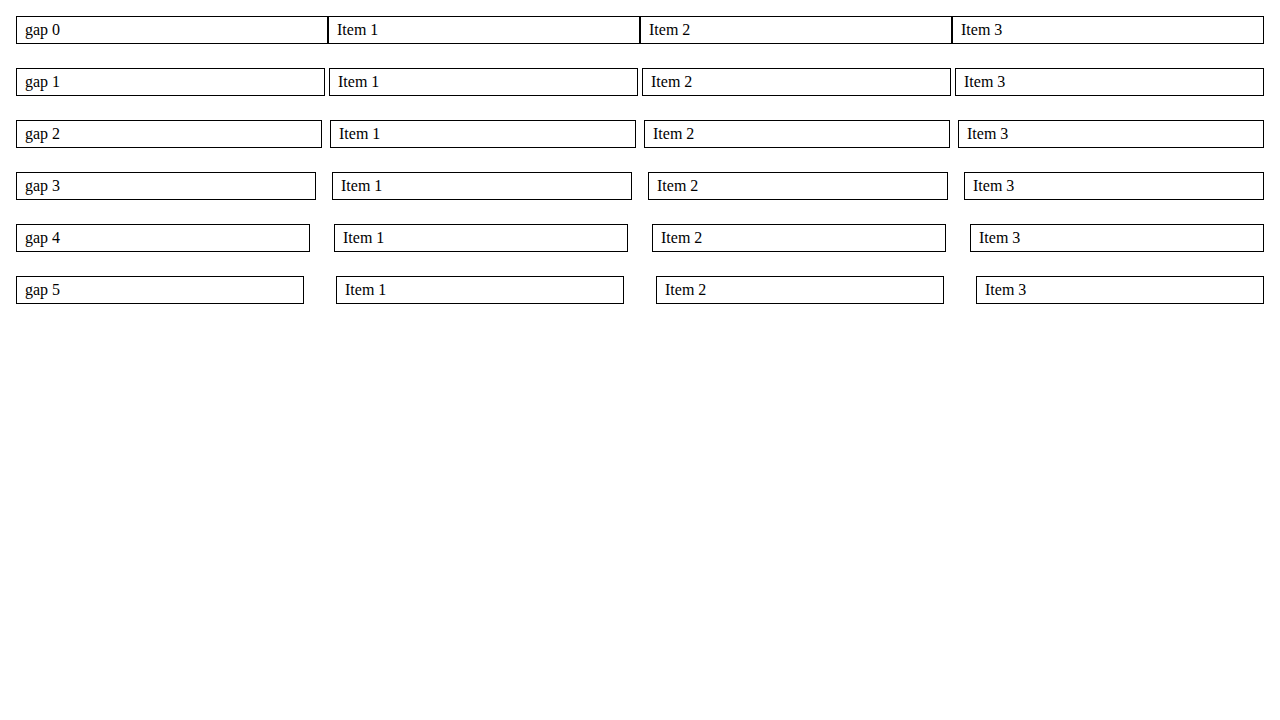 gap 0 Item 1 Item 2 Item 3
gap 1 Item 1 Item 2 Item 3
gap 2 Item 1 Item 2 Item 3
gap 3 Item 1 Item 2 Item 3
gap 4 Item 1 Item 2 Item 3
gap 5 Item 1 Item 2 Item 3